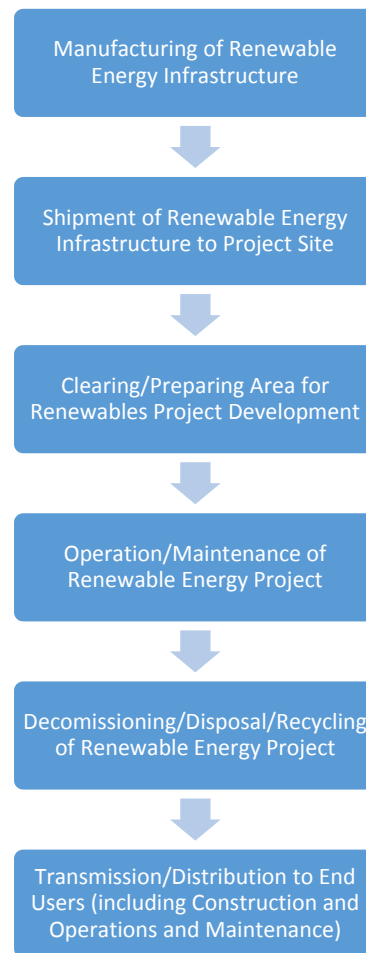 Manufacturing of Renewable
Energy Infrastructure
Shipment of Renewable Energy
Infrastructure to Project Site
Clearing/Preparing Area for
Renewables Project Development
Operation/Maintenance of
Renewable Energy Project
Decomissioning/Disposal/Recycling
of Renewable Energy Project
Transmission/Distribution to End
Users (including Construction and
Operations and Maintenance)